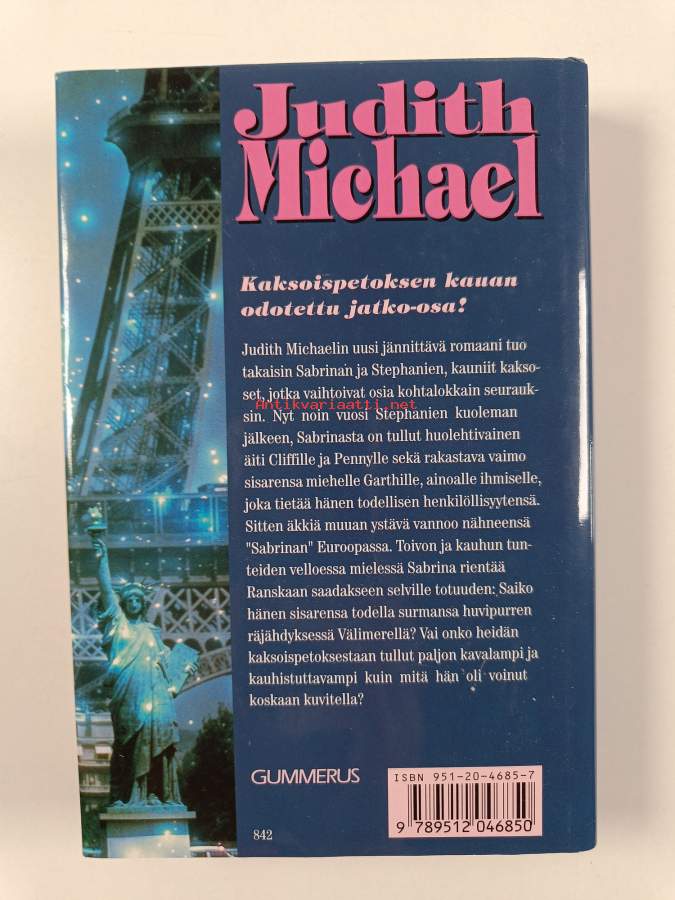 Judith
Michael
Kaksoispetoksen kauan
odotettu jatko-osa!
Judith Michaelin uusi jännittävä romaani tuo
takaisin Sabrinan ja Stephanien, kauniit kakso-
set, jotka vaihtoivat osia kohtalokkain seurauk-
Antikvariaatti.net
sin. Nyt noin vuosi Stephanien kuoleman
jälkeen, Sabrinasta on tullut huolehtivainen
äiti Cliffille ja Pennylle sekä rakastava vaimo
sisarensa miehelle Garthille, ainoalle ihmiselle,
joka tietää hänen todellisen henkilöllisyytensä.
Sitten äkkiä muuan ystävä vannoo nähneensä
"Sabrinan" Euroopassa. Toivon ja kauhun tun-
teiden velloessa mielessä Sabrina rientää
Ranskaan saadakseen selville totuuden: Saiko
hänen sisarensa todella surmansa huvipurren
räjähdyksessä Välimerellä? Vai onko heidän
kaksoispetoksestaan tullut paljon kavalampi ja
kauhistuttavampi kuin mitä hän oli voinut
koskaan kuvitella?
GUMMERUS
ISBN 951-20-4685-7
9 789512 046850
842